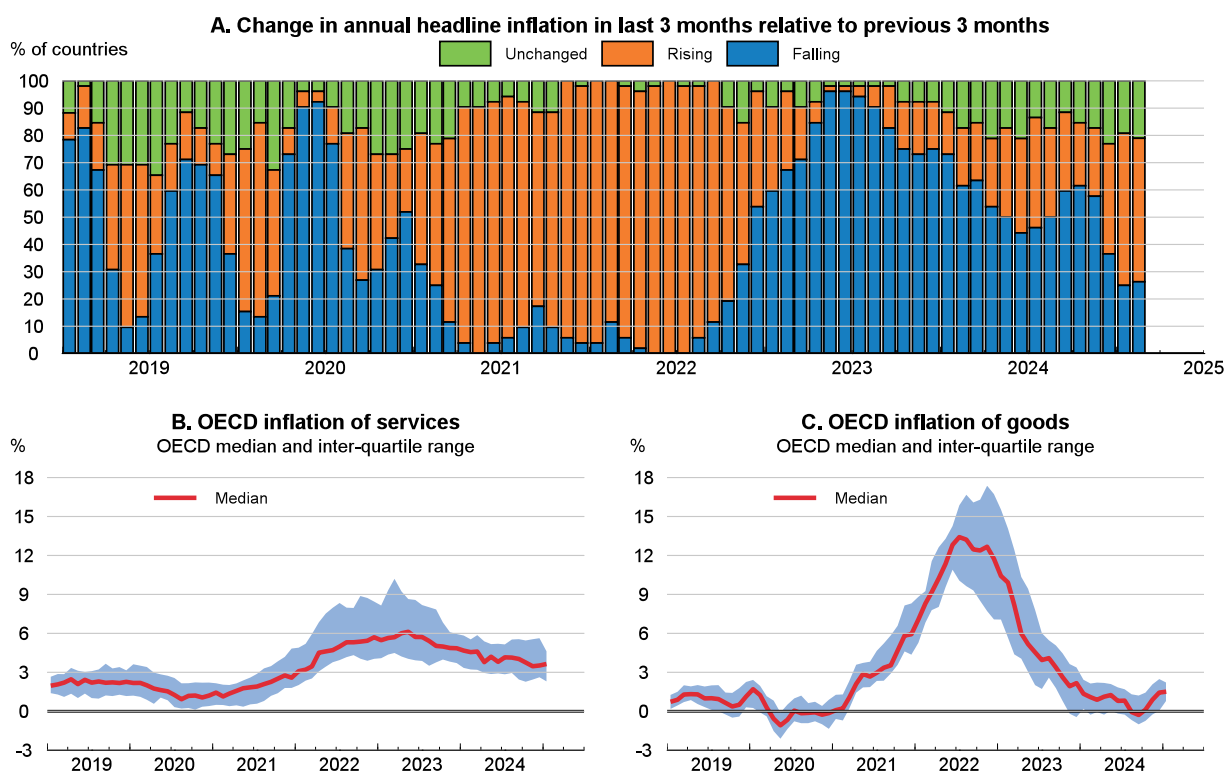 A. Change in annual headline inflation in last 3 months relative to previous 3 months
% of countries
Unchanged
Rising
Falling
100
90
80
70
60
50
40
30
20
10
0
2019 2020 2021 2022 2023 2024 2025
B. OECD inflation of services
OECD median and inter-quartile range
%
Median
18
15
12
9
6
3
0
-3
2019 2020 2021 2022 2023 2024
C. OECD inflation of goods
OECD median and inter-quartile range
%
Median
18
15
12
9
6
3
0
-3
2019 2020 2021 2022 2023 2024